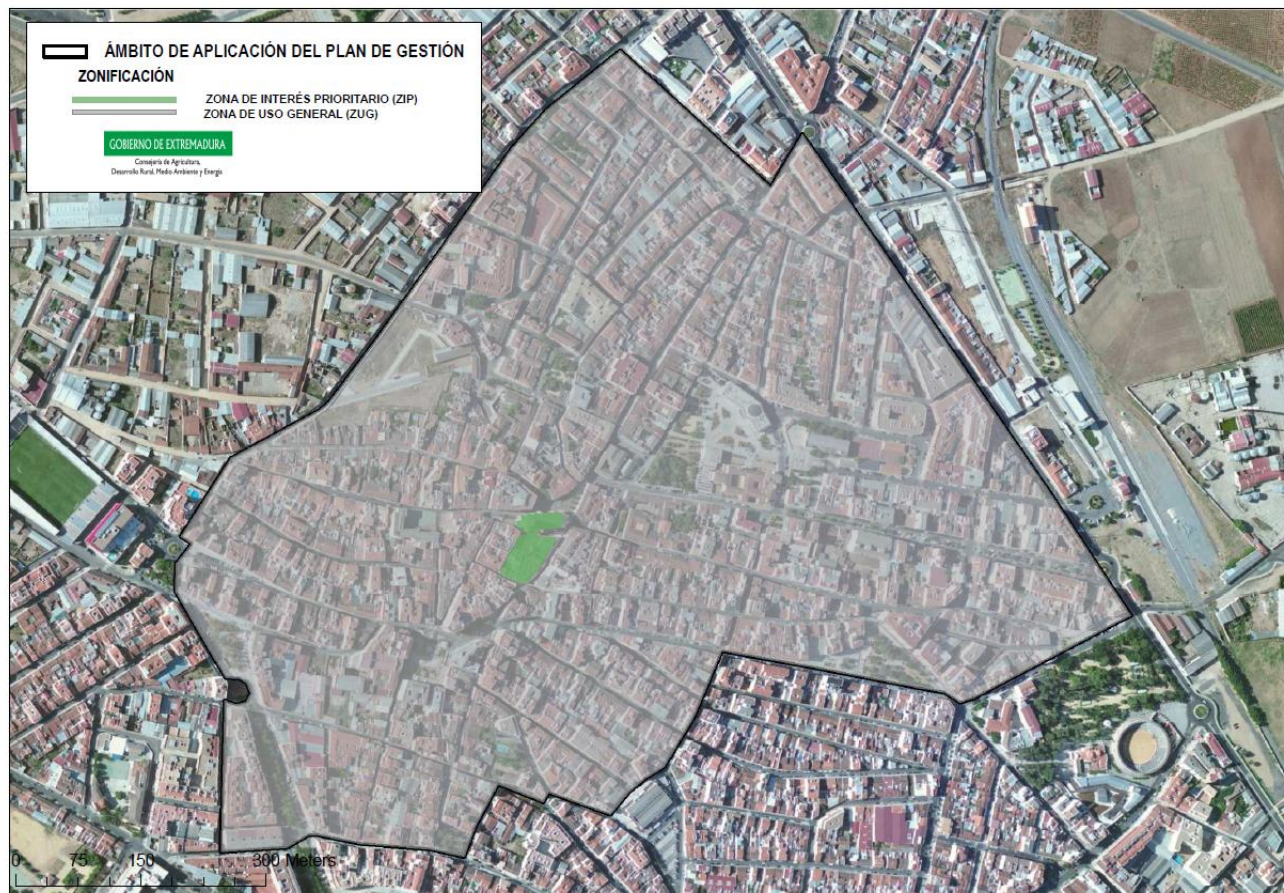 ÁMBITO DE APLICACIÓN DEL PLAN DE GESTIÓN
ZONIFICACIÓN
ZONA DE INTERÉS PRIORITARIO (ZIP)
ZONA DE USO GENERAL (ZUG)
GOBIERNO DE EXTREMADURA
Consejería de Agricultura,
Desarrollo Rural, Medio Ambiente y Energía
0 75 150 300 Meters